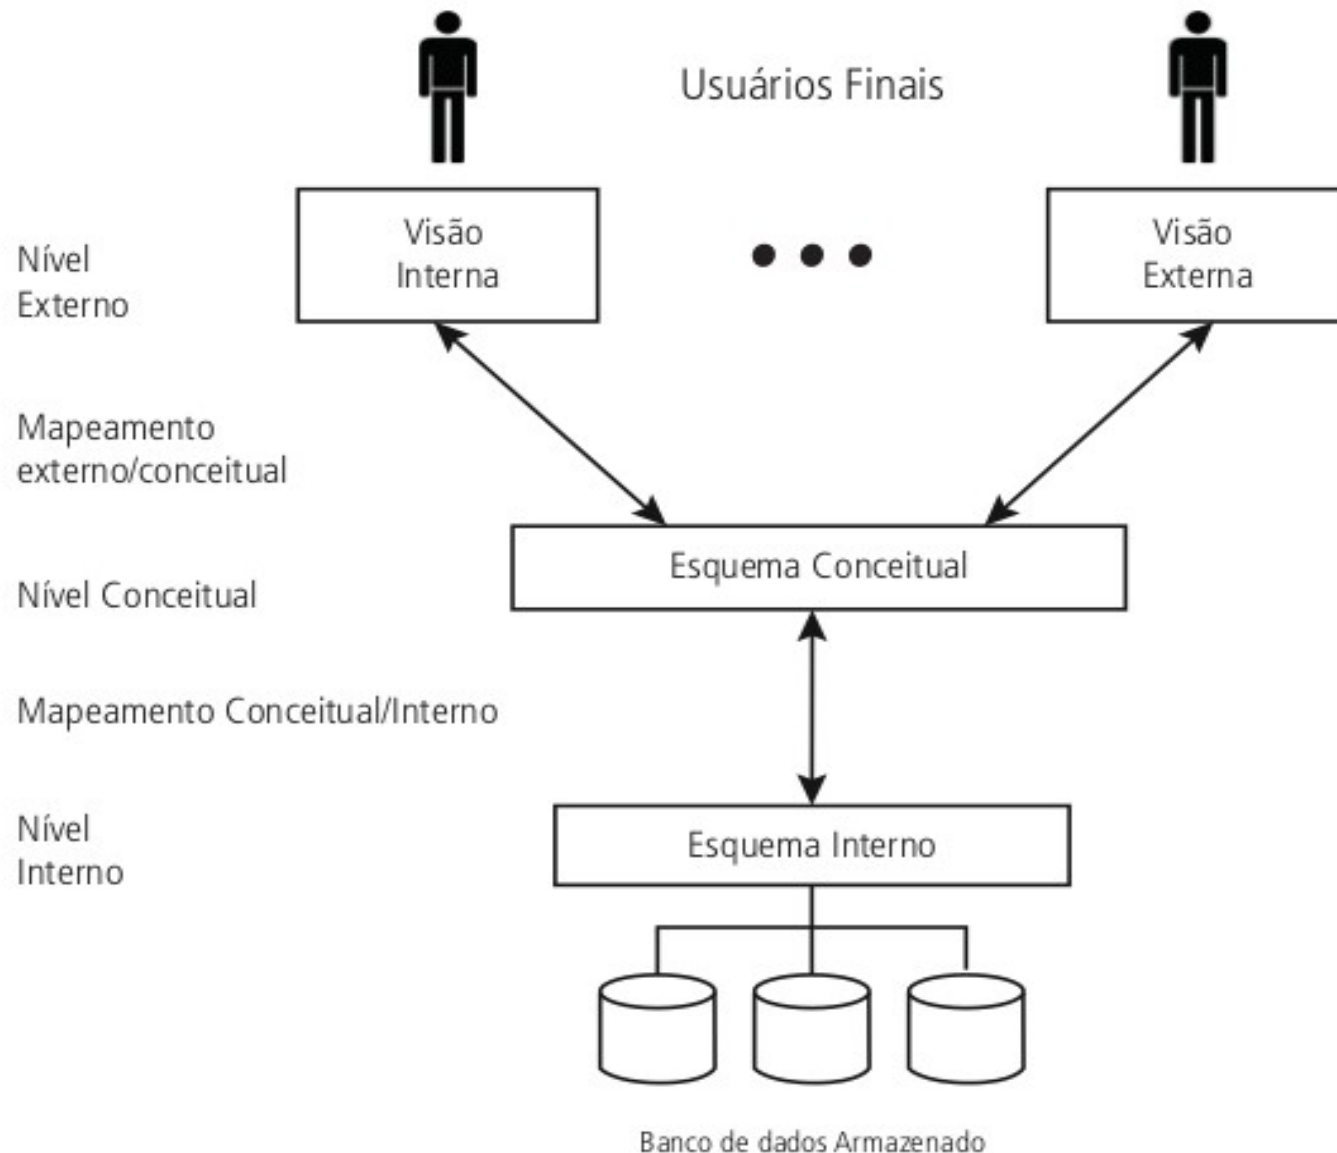 Usuários Finais
Visão
Interna
Visão
Externa
Nível
Externo
Mapeamento
externo/conceitual
Esquema Conceitual
Nível Conceitual
Mapeamento Conceitual/Interno
Nível
Interno
Esquema Interno
Banco de dados Armazenado